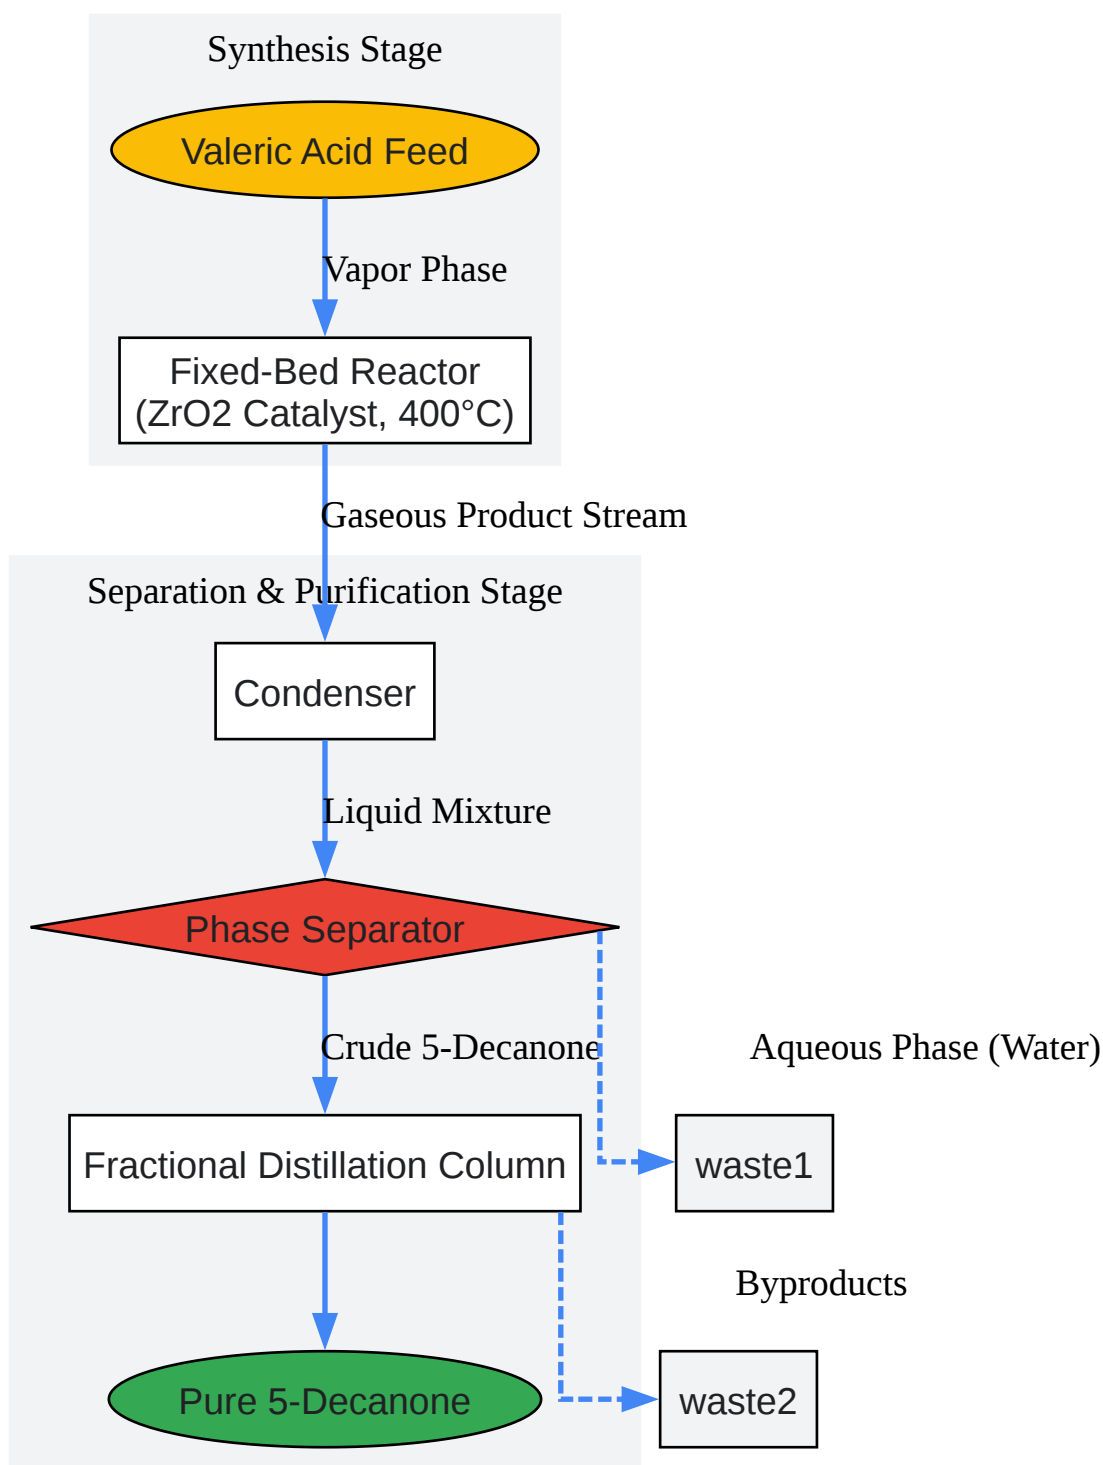 Synthesis Stage
Valeric Acid Feed
Vapor Phase
Fixed-Bed Reactor
(ZrO2 Catalyst, 400°C)
Gaseous Product Stream
Separation & Purification Stage
Condenser
Liquid Mixture
Phase Separator
Crude 5-Decanone
Aqueous Phase (Water)
Fractional Distillation Column
waste1
Byproducts
Pure 5-Decanone
waste2